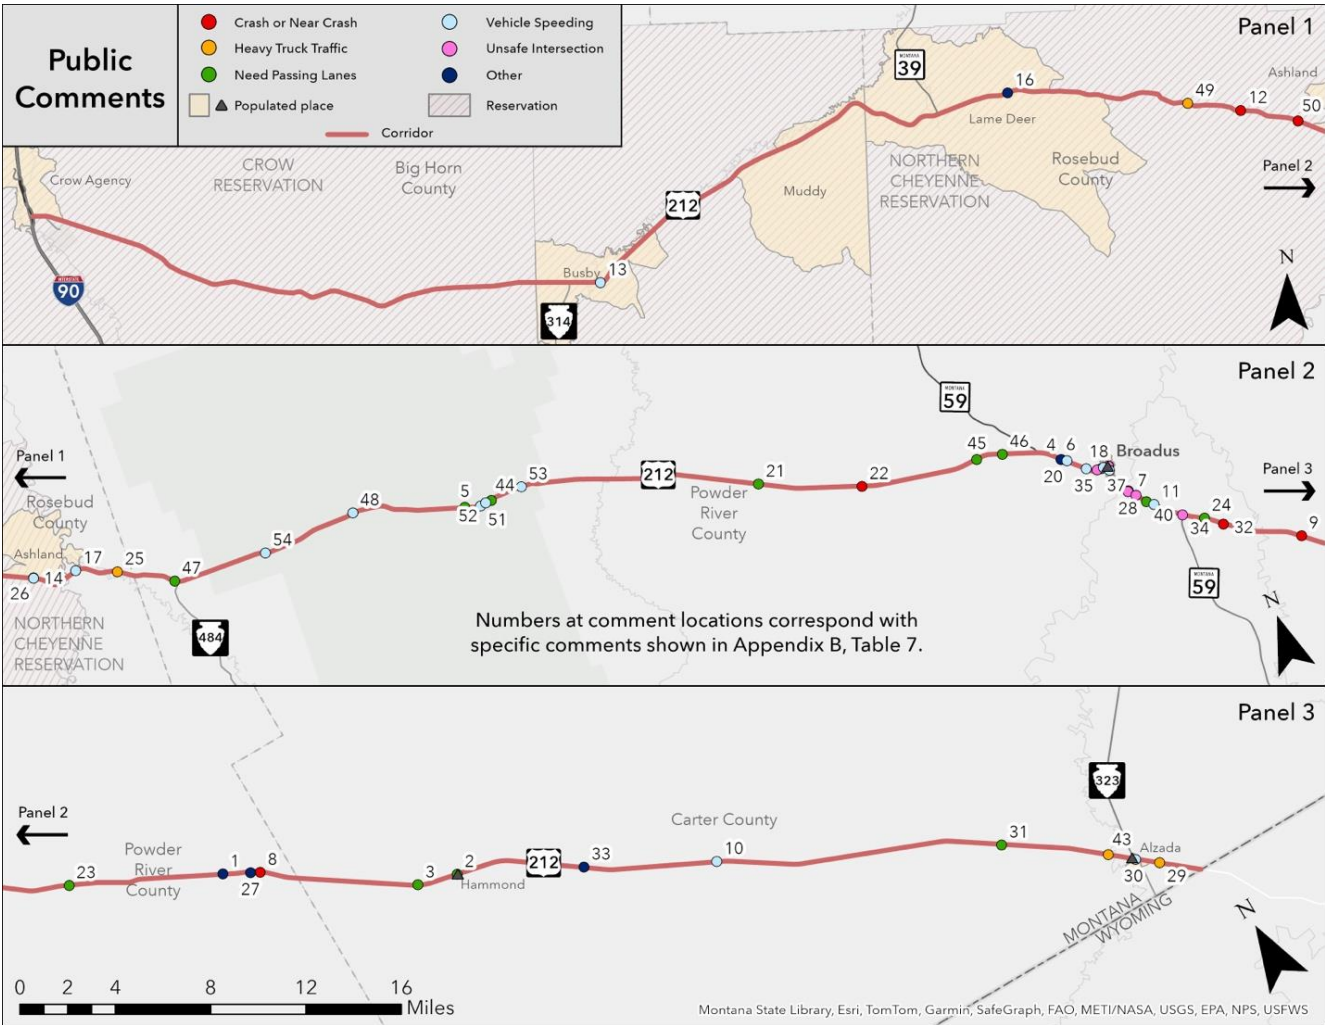 Public
Comments
Crash or Near Crash
Heavy Truck Traffic
Need Passing Lanes
Populated place
Vehicle Speeding
Unsafe Intersection
Other
Reservation
Corridor
Panel 1
MONTANA
39
16
49
12
50
Ashland
Lame Deer
Panel 2
Crow Agency
CROW
RESERVATION
Big Horn
County
NORTHERN
CHEYENNE
RESERVATION
Rosebud
County
Muddy
212
Busby
13
INTERSTATE
90
314
N
Panel 2
MONTANA
59
Panel 1
45
46
4
6
18
Broadus
20
35
37
7
Panel 3
Rosebud
County
48
5
44
53
52
51
212
21
22
Powder
River
County
28
11
40
24
34
32
9
54
Ashland
17
25
47
14
26
MONTANA
59
484
NORTHERN
CHEYENNE
RESERVATION
Numbers at comment locations correspond with
specific comments shown in Appendix B, Table 7.
N
Panel 3
323
Panel 2
Carter County
23
Powder
River
County
1
8
27
3
2
Hammond
212
33
10
31
43
Alzada
30
29
MONTANA
WYOMING
N
0 2 4 8 12 16
Miles
Montana State Library, Esri, TomTom, Garmin, SafeGraph, FAO, METI/NASA, USGS, EPA, NPS, USFWS